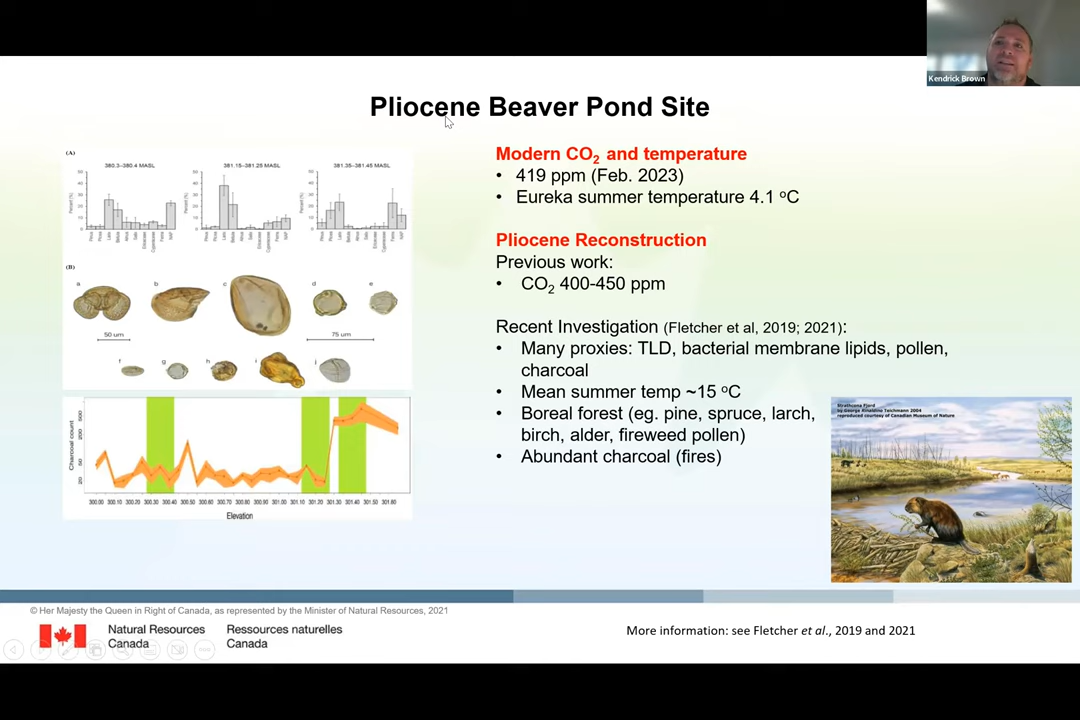 Kendrick Brown
Pliocene Beaver Pond Site
(A)
380.3–380.4 MASL
381.15–381.25 MASL
381.35–381.45 MASL
(B)
a
b
c
d
e
50 um
75 um
f
g
h
i
j
Charcoal count
Elevation
Modern CO₂ and temperature
• 419 ppm (Feb. 2023)
• Eureka summer temperature 4.1 ºC
Pliocene Reconstruction
Previous work:
• CO₂ 400-450 ppm
Recent Investigation (Fletcher et al, 2019; 2021):
• Many proxies: TLD, bacterial membrane lipids, pollen,
charcoal
• Mean summer temp ~15 ºC
• Boreal forest (eg. pine, spruce, larch,
birch, alder, fireweed pollen)
• Abundant charcoal (fires)
Strathcona Fjord
by George Rinaldino Teichmann 2004
reproduced courtesy of Canadian Museum of Nature
© Her Majesty the Queen in Right of Canada, as represented by the Minister of Natural Resources, 2021
Natural Resources
Canada
Ressources naturelles
Canada
More information: see Fletcher et al., 2019 and 2021